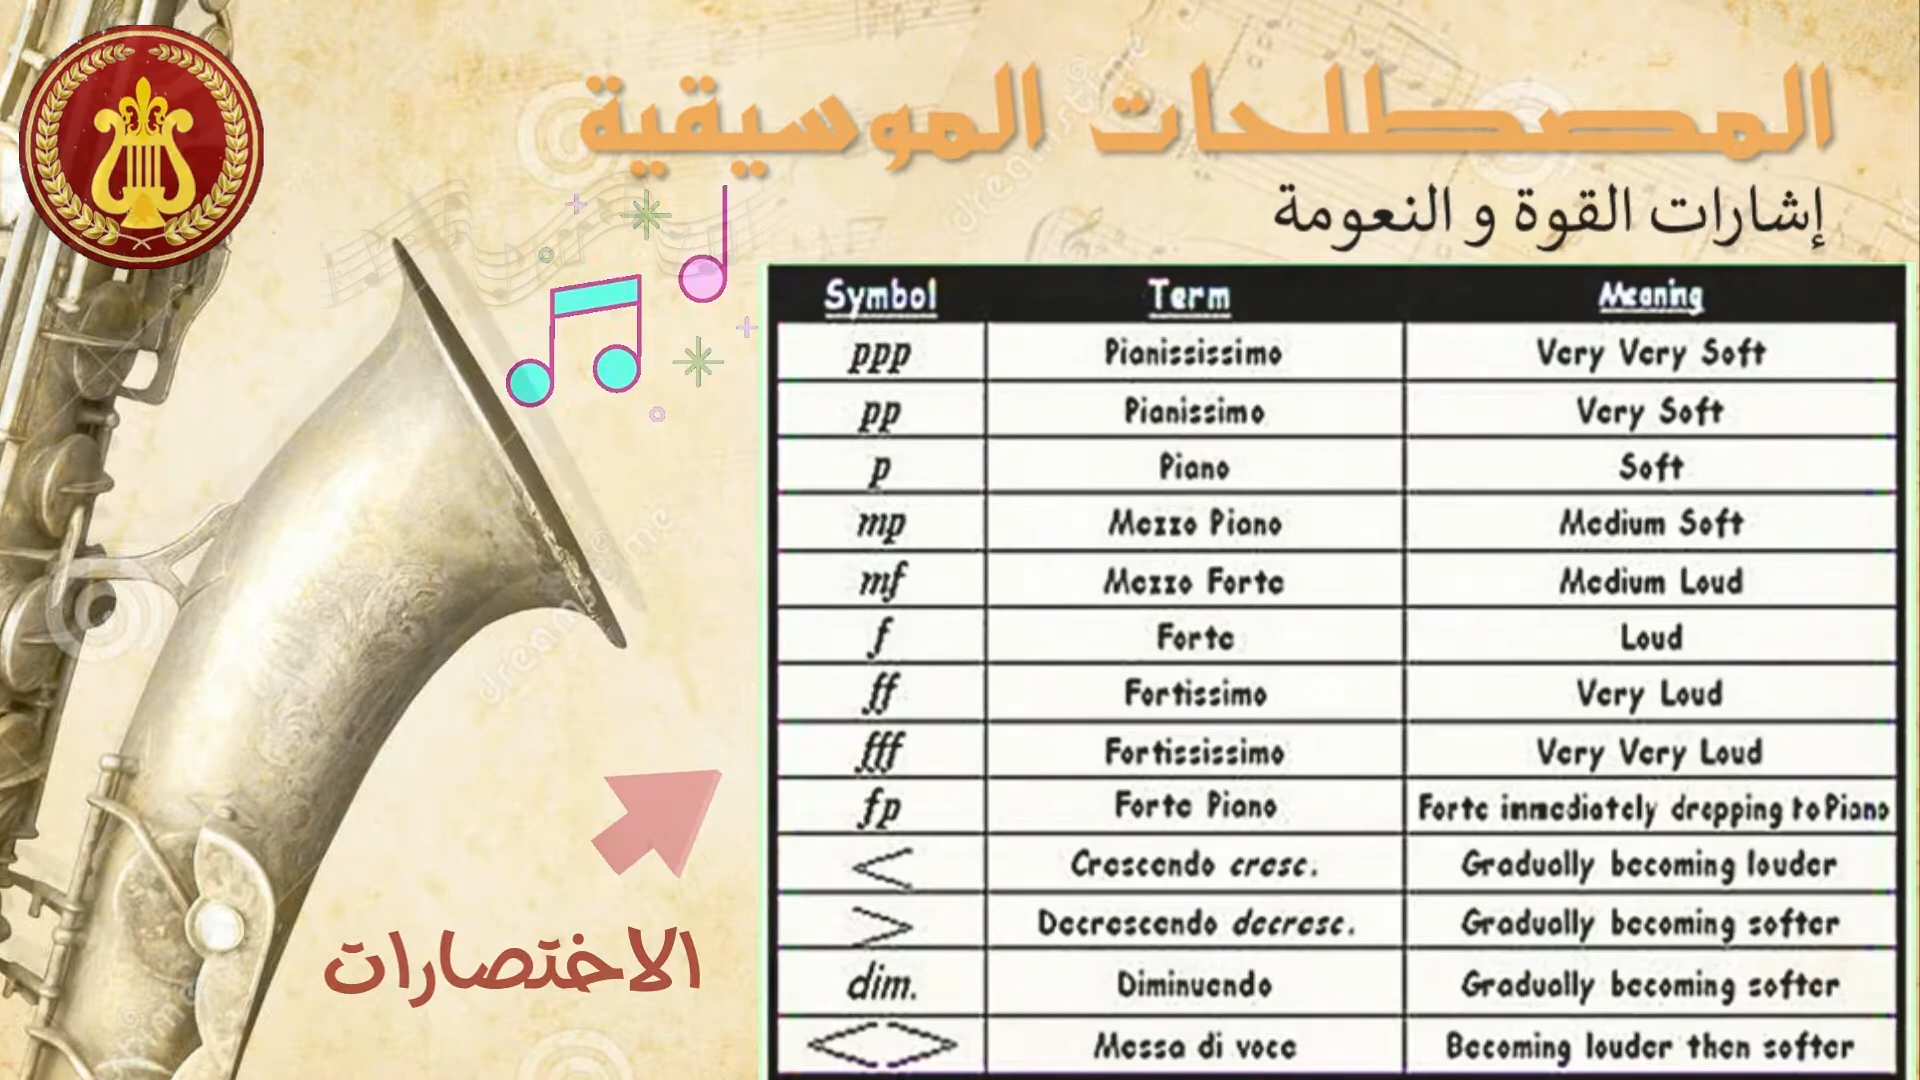 المصطلحات الموسيقية
إشارات القوة و النعومة
Symbol Term Meaning
ppp Pianississimo Very Very Soft
pp Pianissimo Very Soft
p Piano Soft
mp Mezzo Piano Medium Soft
mf Mezzo Forte Medium Loud
f Forte Loud
ff Fortissimo Very Loud
fff Fortississimo Very Very Loud
fp Forte Piano Forte immediately dropping to Piano
< Crescendo cresc. Gradually becoming louder
> Decrescendo decresc. Gradually becoming softer
dim. Diminuendo Gradually becoming softer
<> Messa di voce Becoming louder then softer
الاختصارات
dreamstime